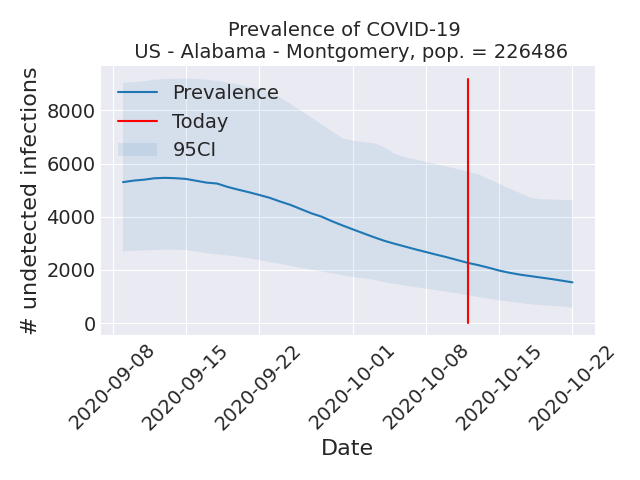 Prevalence of COVID-19
US - Alabama - Montgomery, pop. = 226486
# undetected infections
8000
6000
4000
2000
0
Prevalence
Today
95CI
2020-09-08
2020-09-15
2020-09-22
2020-10-01
2020-10-08
2020-10-15
2020-10-22
Date